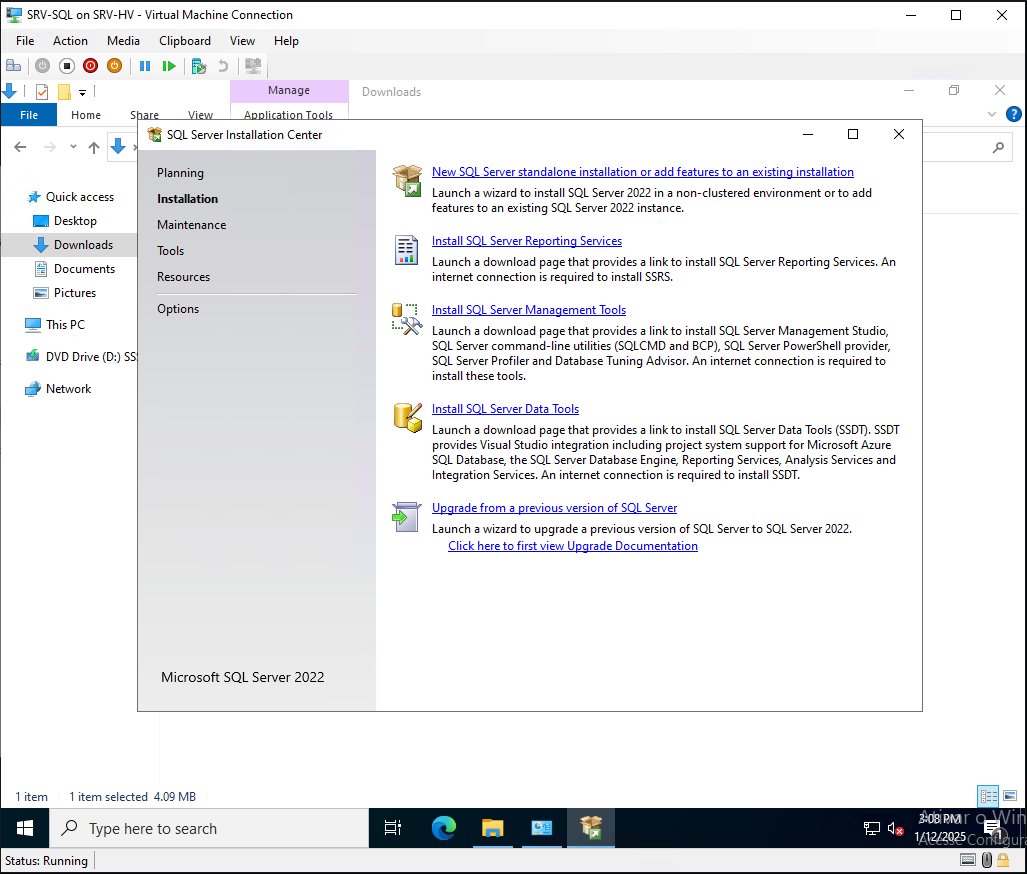 SRV-SQL on SRV-HV - Virtual Machine Connection
File Action Media Clipboard View Help
Manage Downloads
File Home Share View Application Tools
SQL Server Installation Center
Quick access
Desktop
Downloads
Documents
Pictures
This PC
DVD Drive (D:) SS
Network
Planning
Installation
Maintenance
Tools
Resources
Options
Microsoft SQL Server 2022
New SQL Server standalone installation or add features to an existing installation
Launch a wizard to install SQL Server 2022 in a non-clustered environment or to add
features to an existing SQL Server 2022 instance.
Install SQL Server Reporting Services
Launch a download page that provides a link to install SQL Server Reporting Services. An
internet connection is required to install SSRS.
Install SQL Server Management Tools
Launch a download page that provides a link to install SQL Server Management Studio,
SQL Server command-line utilities (SQLCMD and BCP), SQL Server PowerShell provider,
SQL Server Profiler and Database Tuning Advisor. An internet connection is required to
install these tools.
Install SQL Server Data Tools
Launch a download page that provides a link to install SQL Server Data Tools (SSDT). SSDT
provides Visual Studio integration including project system support for Microsoft Azure
SQL Database, the SQL Server Database Engine, Reporting Services, Analysis Services and
Integration Services. An internet connection is required to install SSDT.
Upgrade from a previous version of SQL Server
Launch a wizard to upgrade a previous version of SQL Server to SQL Server 2022.
Click here to first view Upgrade Documentation
1 item 1 item selected 4.09 MB
Type here to search
3:08 PM
1/12/2025
1
Ativar o Win
Acesse Configura
Status: Running